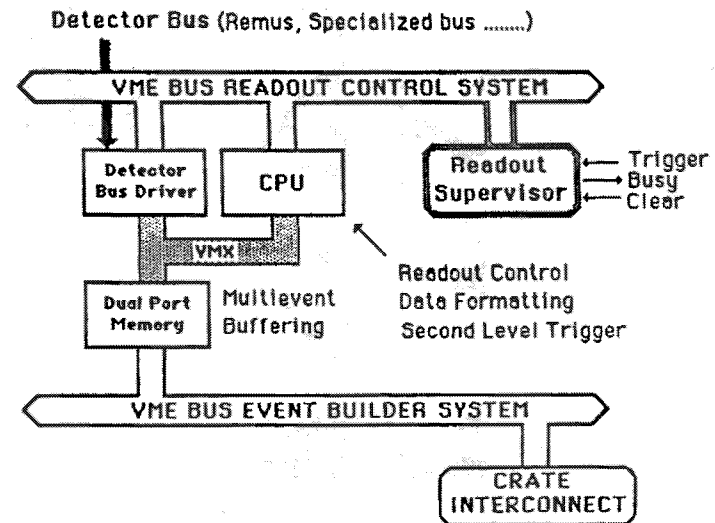 Detector Bus (Remus, Specialized bus ........)
VME BUS READOUT CONTROL SYSTEM
Detector
Bus Driver
CPU
Readout
Supervisor
Trigger
Busy
Clear
VMX
Readout Control
Data Formatting
Second Level Trigger
Dual Port
Memory
Multievent
Buffering
VME BUS EVENT BUILDER SYSTEM
CRATE
INTERCONNECT